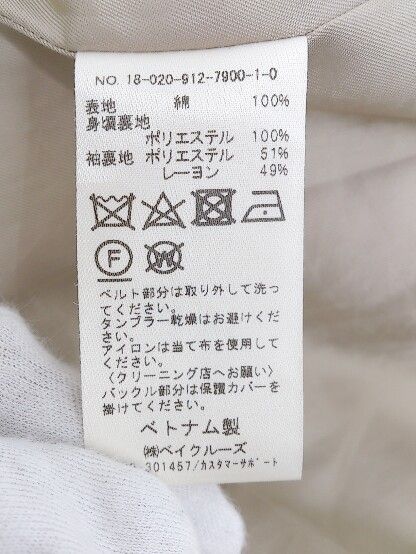 NO. 18-020-912-7900-1-0
表地 綿 100%
身頃裏地
ポリエステル 100%
袖裏地 ポリエステル 51%
レーヨン 49%
F W
ベルト部分は取り外して洗っ
てください。
タンブラー乾燥はお避けくだ
さい。
アイロンは当て布を使用して
ください。
〈クリーニング店へお願い〉
バックル部分は保護カバーを
掛けてください。
ベトナム製
㈱ベイクルーズ
301457/カスタマーサポート